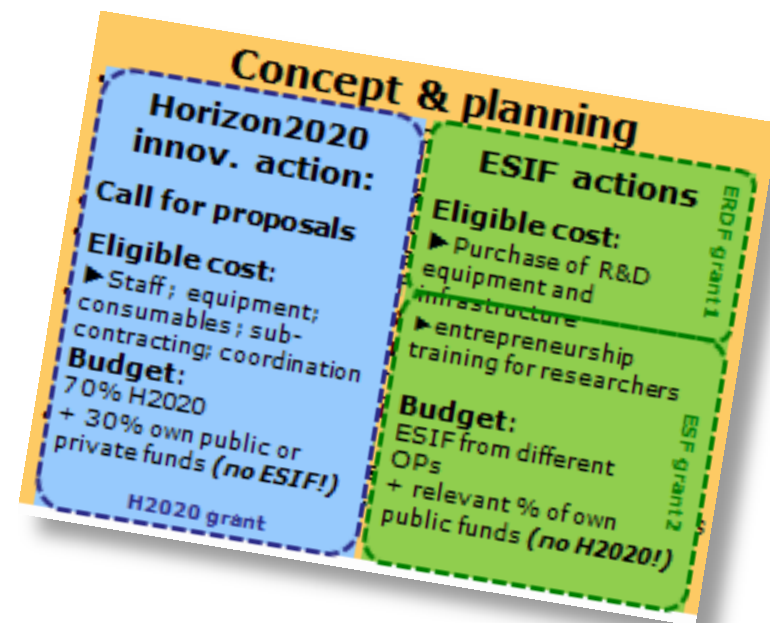 Concept & planning
Horizon2020
innov. action:
Call for proposals
Eligible cost:
►Staff; equipment;
consumables; sub-
contracting; coordination
Budget:
70% H2020
+ 30% own public or
private funds (no ESIF!)
H2020 grant
ESIF actions
Eligible cost:
►Purchase of R&D
equipment and
infrastructure
►entrepreneurship
training for researchers
Budget:
ESIF from different
OPs
+ relevant % of own
public funds (no H2020!)
ERDF grant1
ESF grant2